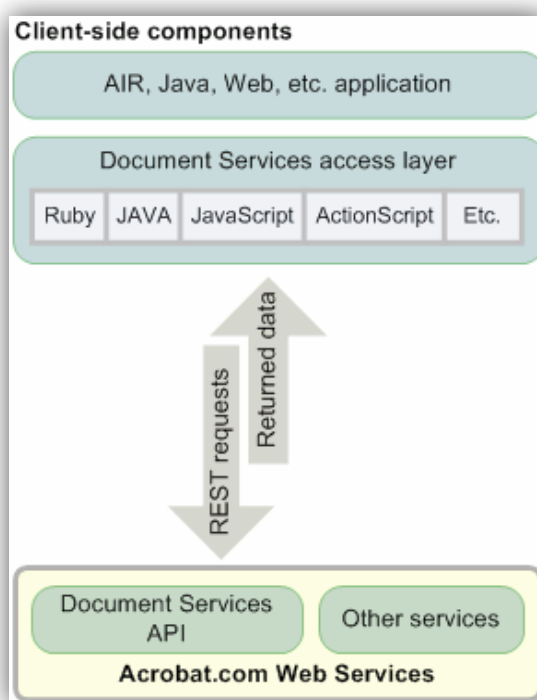 Client-side components
AIR, Java, Web, etc. application
Document Services access layer
Ruby JAVA JavaScript ActionScript Etc.
Returned data
REST requests
Document Services
API
Other services
Acrobat.com Web Services